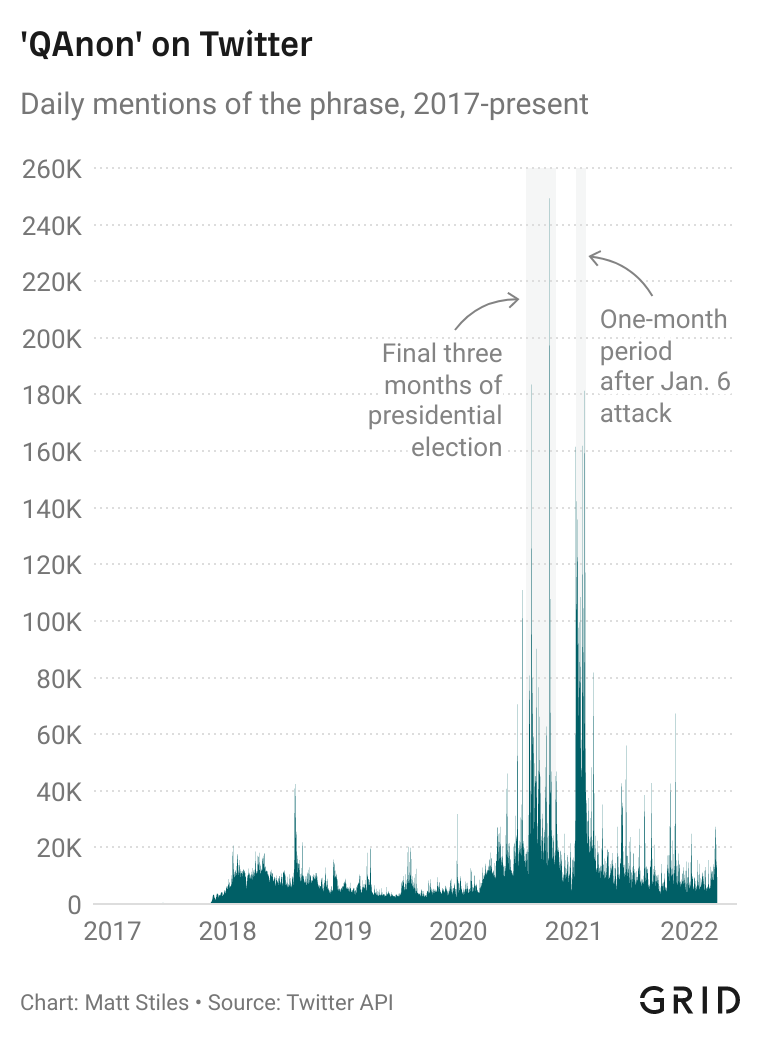 'QAnon' on Twitter
Daily mentions of the phrase, 2017-present
260K
240K
220K
200K
180K
160K
140K
120K
100K
80K
60K
40K
20K
0
Final three
months of
presidential
election
One-month
period
after Jan. 6
attack
2017 2018 2019 2020 2021 2022
Chart: Matt Stiles • Source: Twitter API
GRID